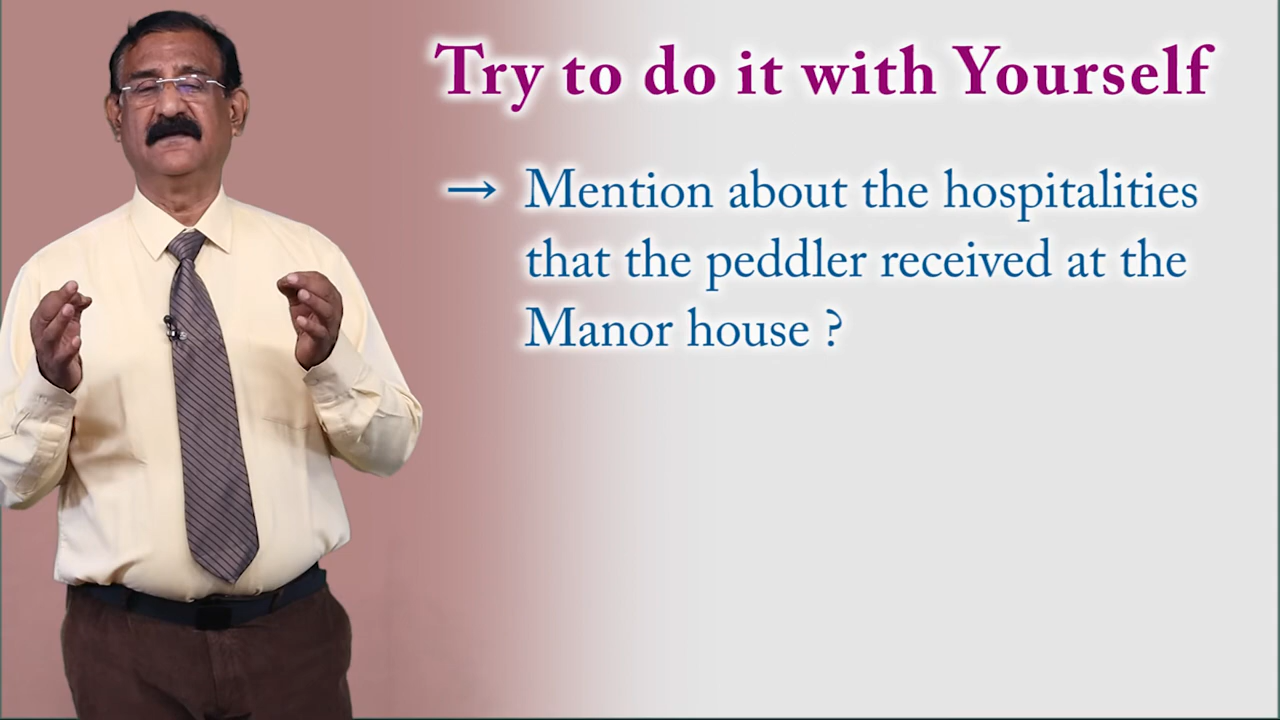 Try to do it with Yourself
→ Mention about the hospitalities
that the peddler received at the
Manor house ?